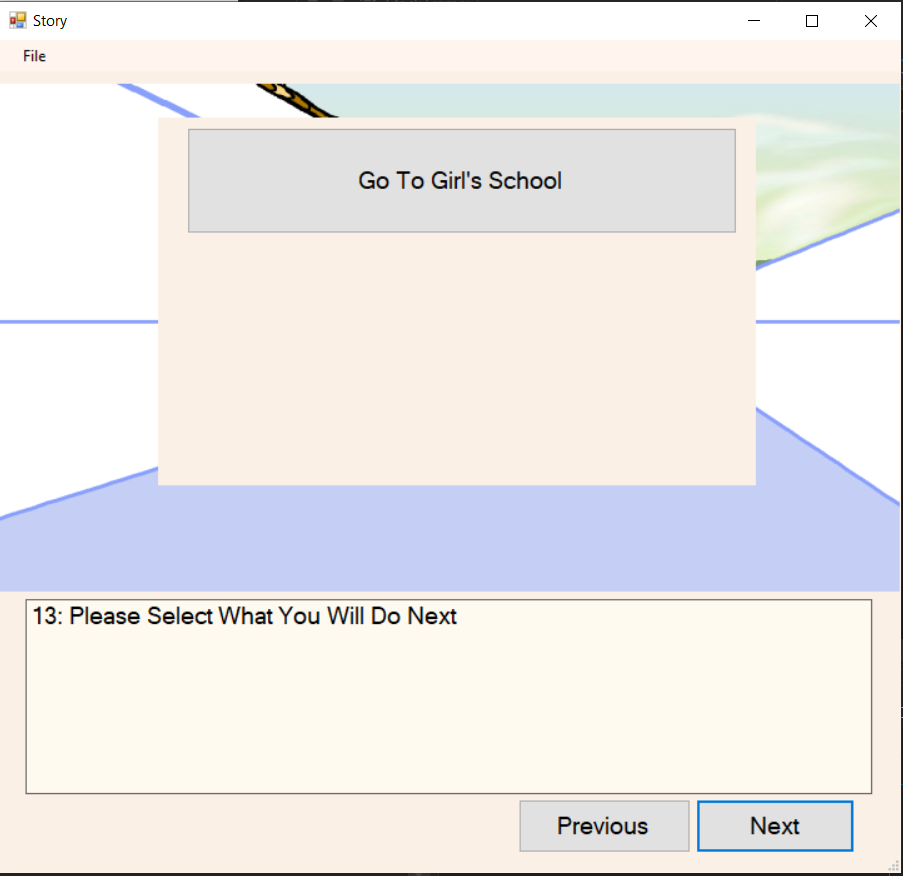 Story
File
Go To Girl's School
13: Please Select What You Will Do Next
Previous
Next